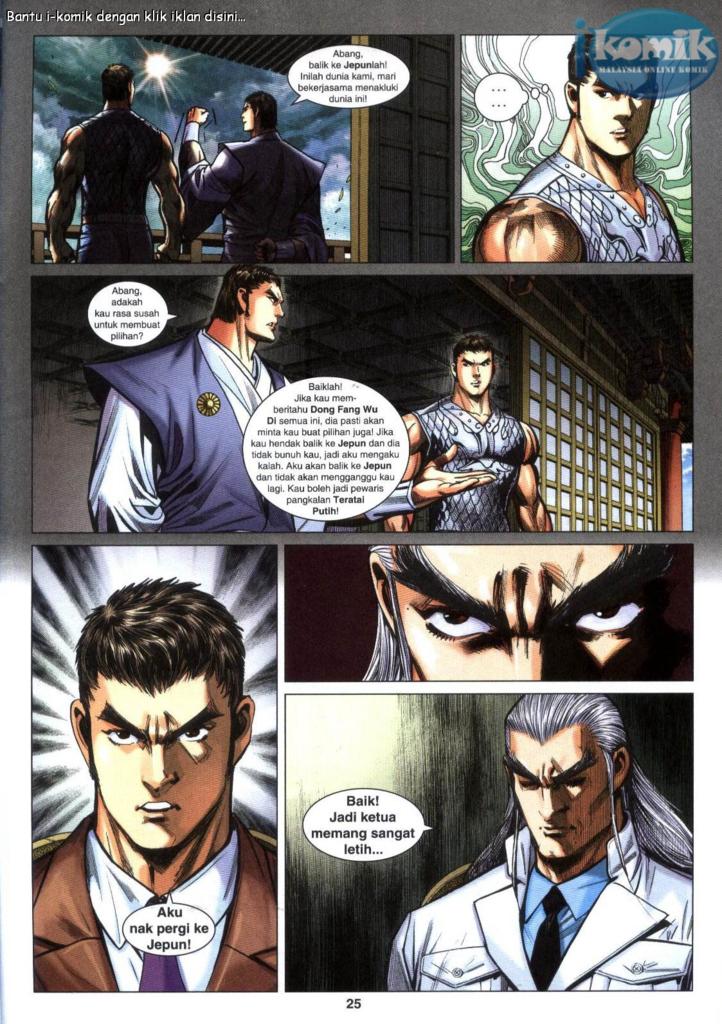 Bantu i-komik dengan klik iklan disini...
ikomik
MALAYSIA ONLINE KOMIK
Abang,
balik ke Jepunlah!
Inilah dunia kami, mari
bekerjasama menakluki
dunia ini!
...
...
Abang,
adakah
kau rasa susah
untuk membuat
pilihan?
Baiklah!
Jika kau mem-
beritahu Dong Fang Wu
Di semua ini, dia pasti akan
minta kau buat pilihan juga! Jika
kau hendak balik ke Jepun dan dia
tidak bunuh kau, jadi aku mengaku
kalah. Aku akan balik ke Jepun
dan tidak akan mengganggu kau
lagi. Kau boleh jadi pewaris
pangkalan Teratai
Putih!
Aku
nak pergi ke
Jepun!
Baik!
Jadi ketua
memang sangat
letih...
25